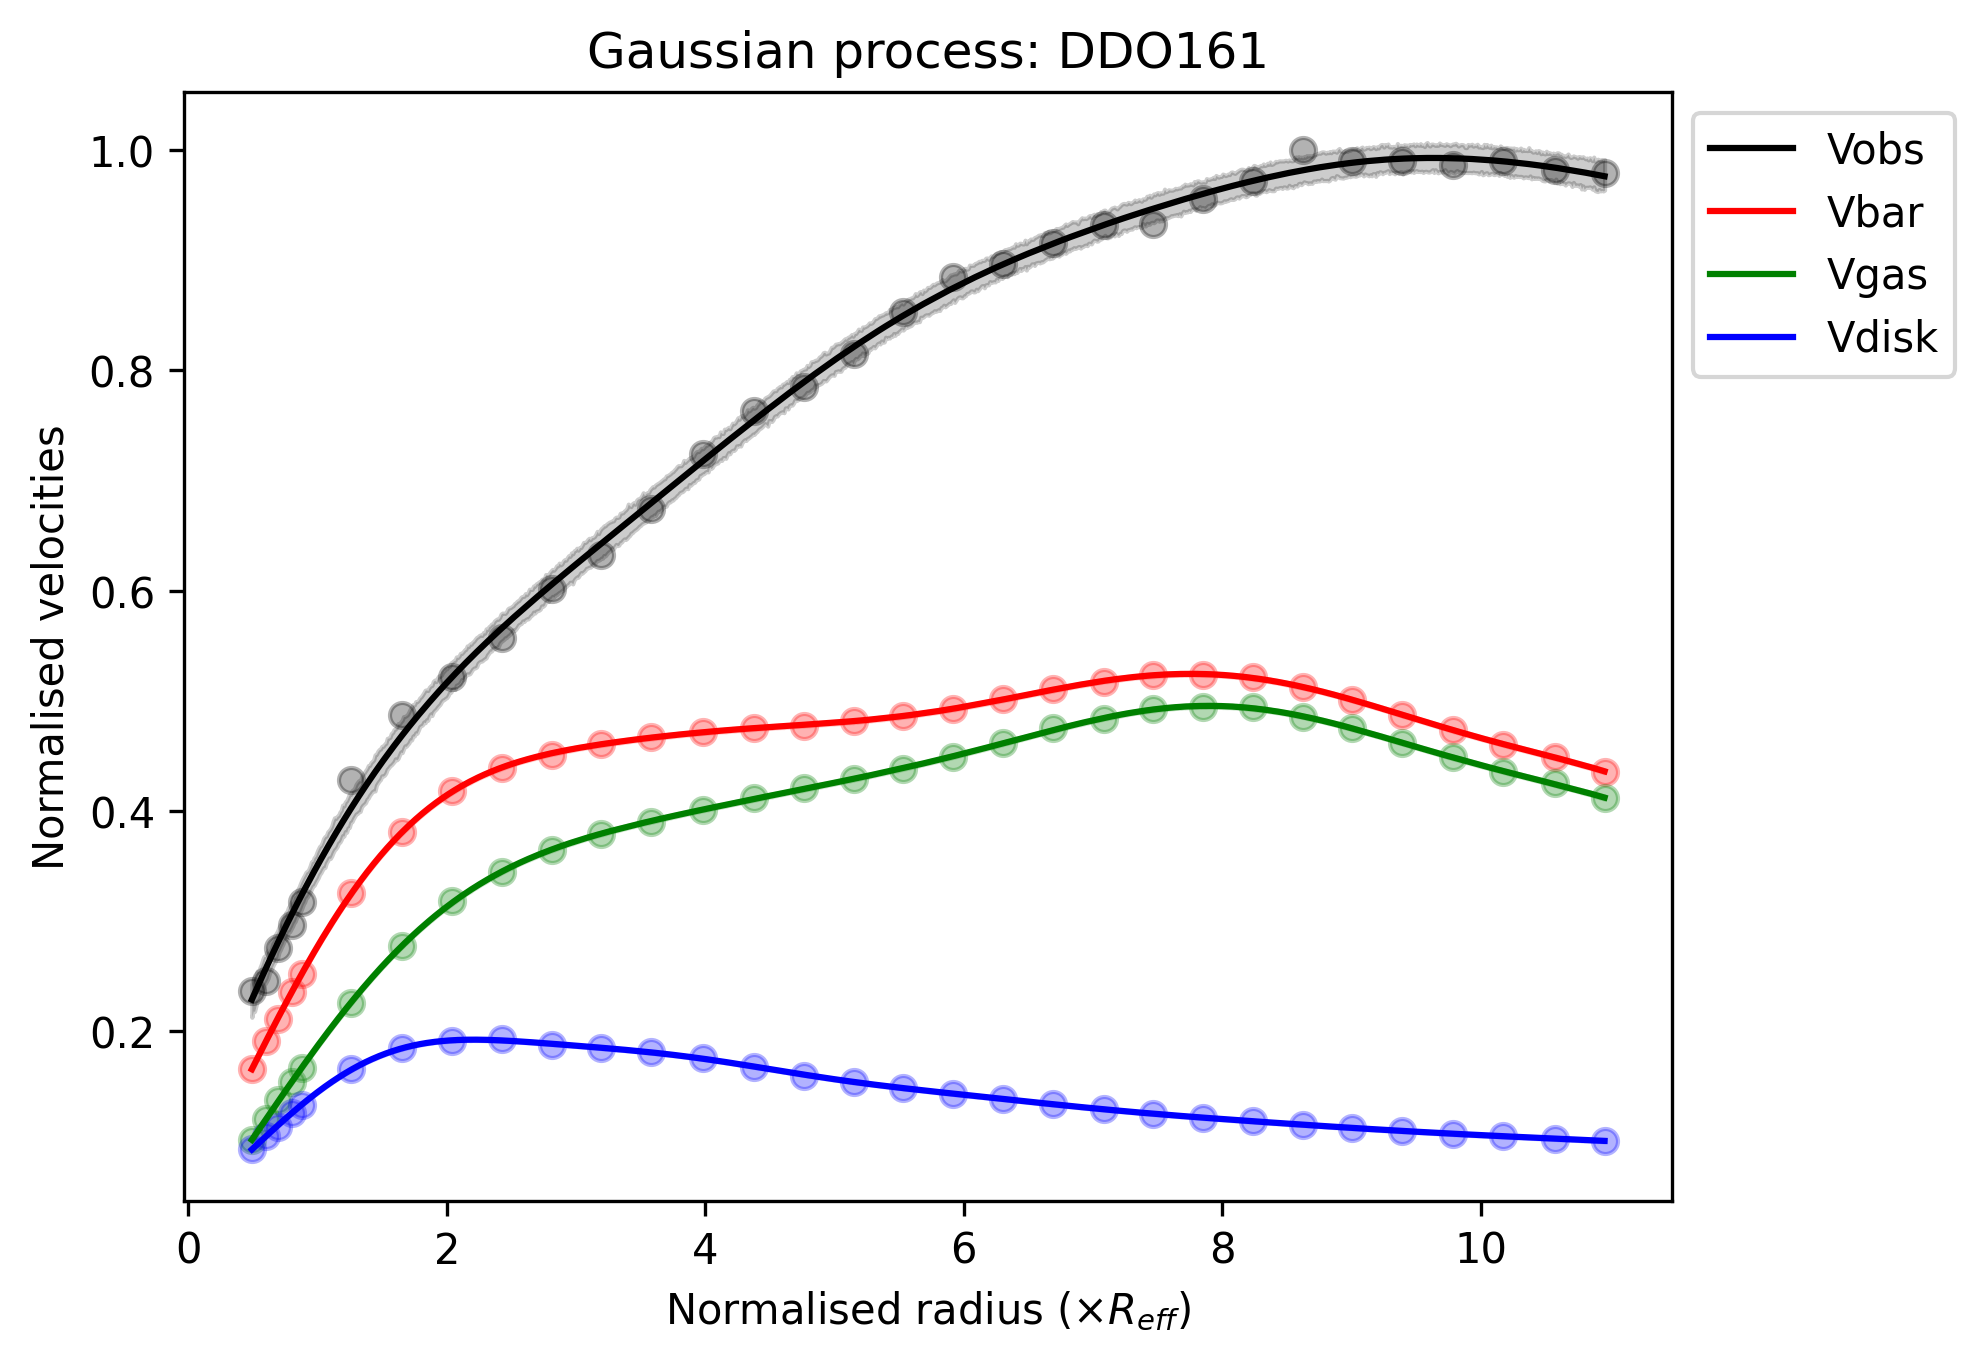 Gaussian process: DDO161
1.0
0.8
0.6
0.4
0.2
Normalised velocities
0 2 4 6 8 10
Normalised radius (×R_eff)
Vobs
Vbar
Vgas
Vdisk